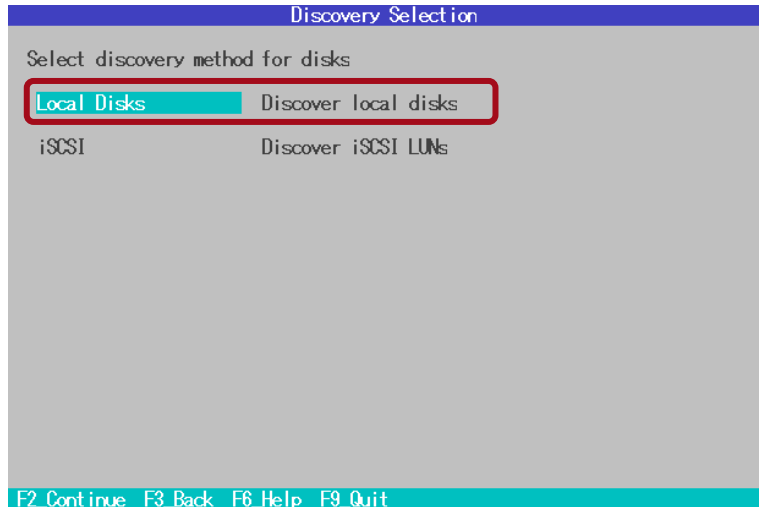 Discovery Selection
Select discovery method for disks
Local Disks Discover local disks
iSCSI Discover iSCSI LUNs
F2_Continue F3_Back F6_Help F9_Quit